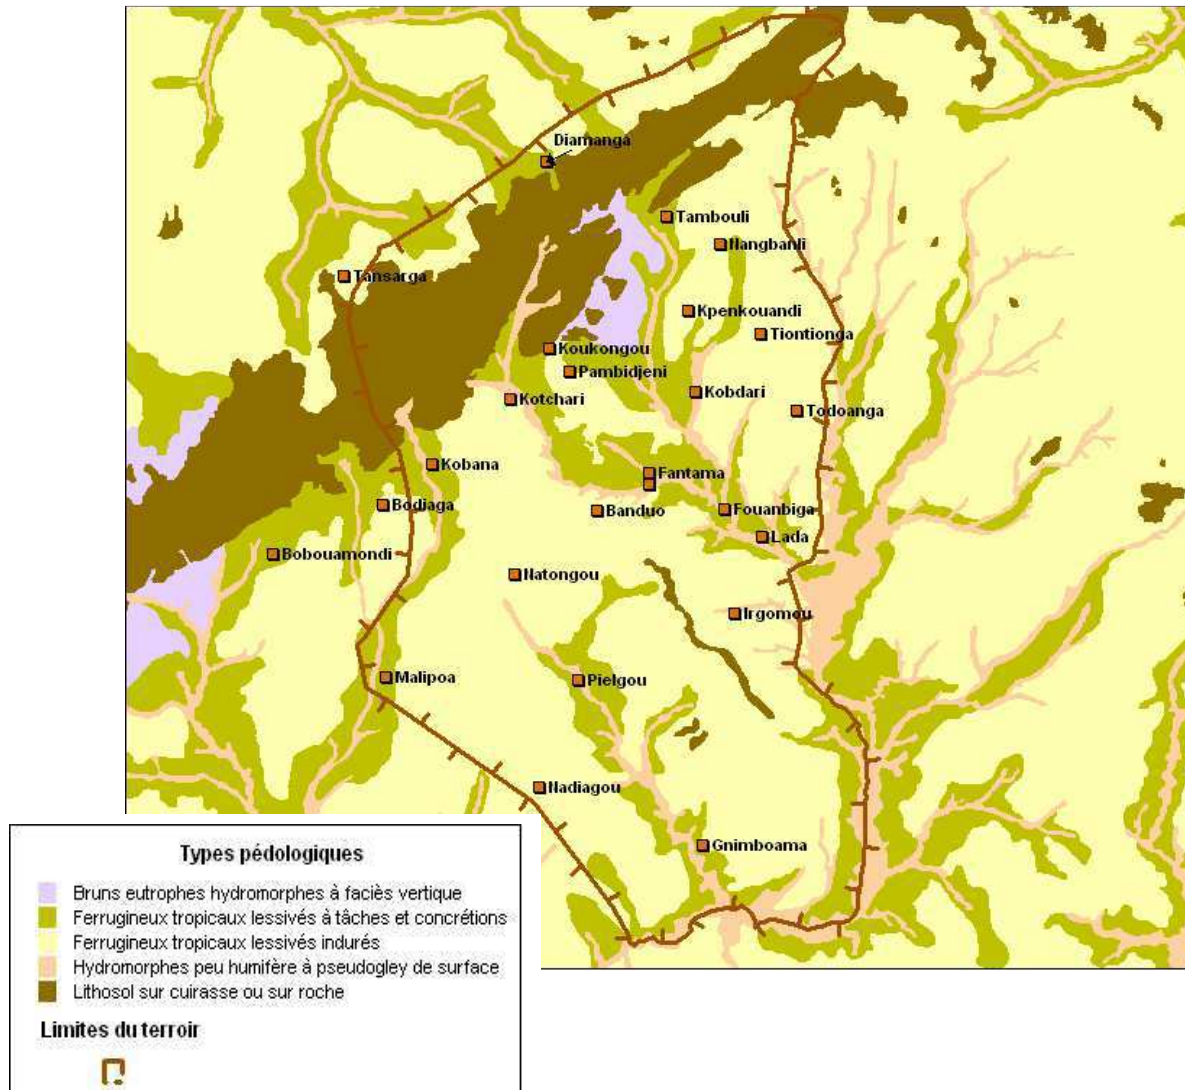 Diamanga
Tambouli
Nangbanli
Tansarga
Kpenkouandi
Tiontionga
Koukongou
Pambidjeni
Kobdari
Kotchari
Todoanga
Kobana
Fantama
Bodiaga
Banduo
Fouanbiga
Lada
Bobouamondi
Natongou
Irgomou
Malipoa
Pielgou
Nadiagou
Gnimboama
Types pédologiques
Bruns eutrophes hydromorphes à faciès vertique
Ferrugineux tropicaux lessivés à tâches et concrétions
Ferrugineux tropicaux lessivés indurés
Hydromorphes peu humifère à pseudogley de surface
Lithosol sur cuirasse ou sur roche
Limites du terroir